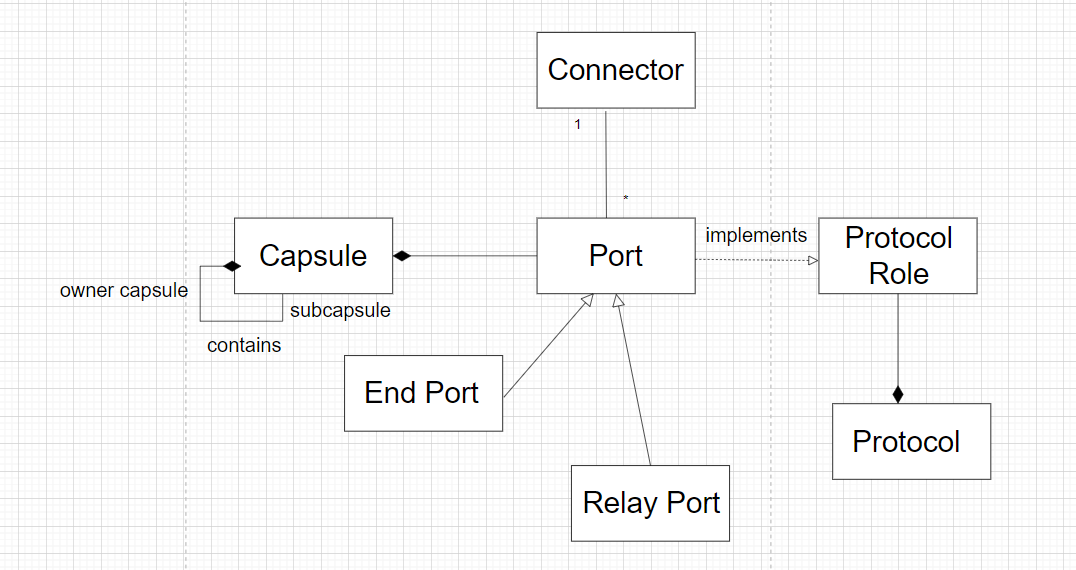 Connector
1
*
Capsule
Port
implements
Protocol
Role
owner capsule
subcapsule
contains
End Port
Protocol
Relay Port